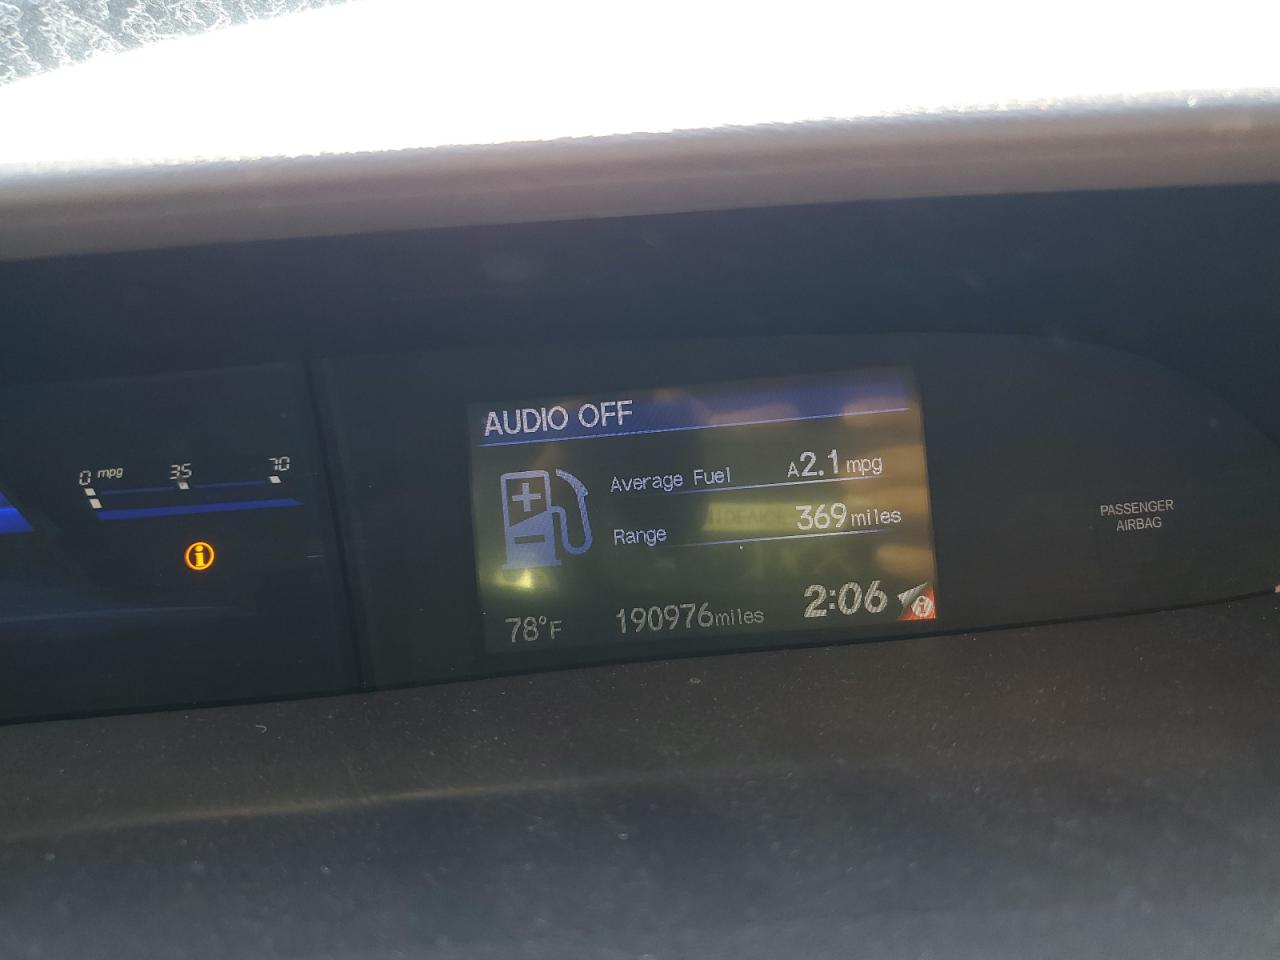 0 mpg 35 70
AUDIO OFF
Average Fuel A2.1 mpg
Range 369 miles
78°F 190976 miles 2:06
PASSENGER
AIRBAG